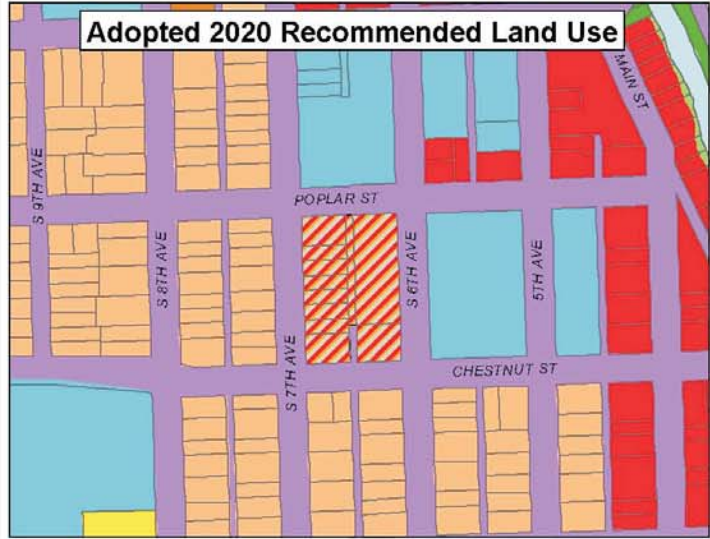 Adopted 2020 Recommended Land Use
MAIN ST
S 9TH AVE
POPLAR ST
S 8TH AVE
S 6TH AVE
5TH AVE
S 7TH AVE
CHESTNUT ST